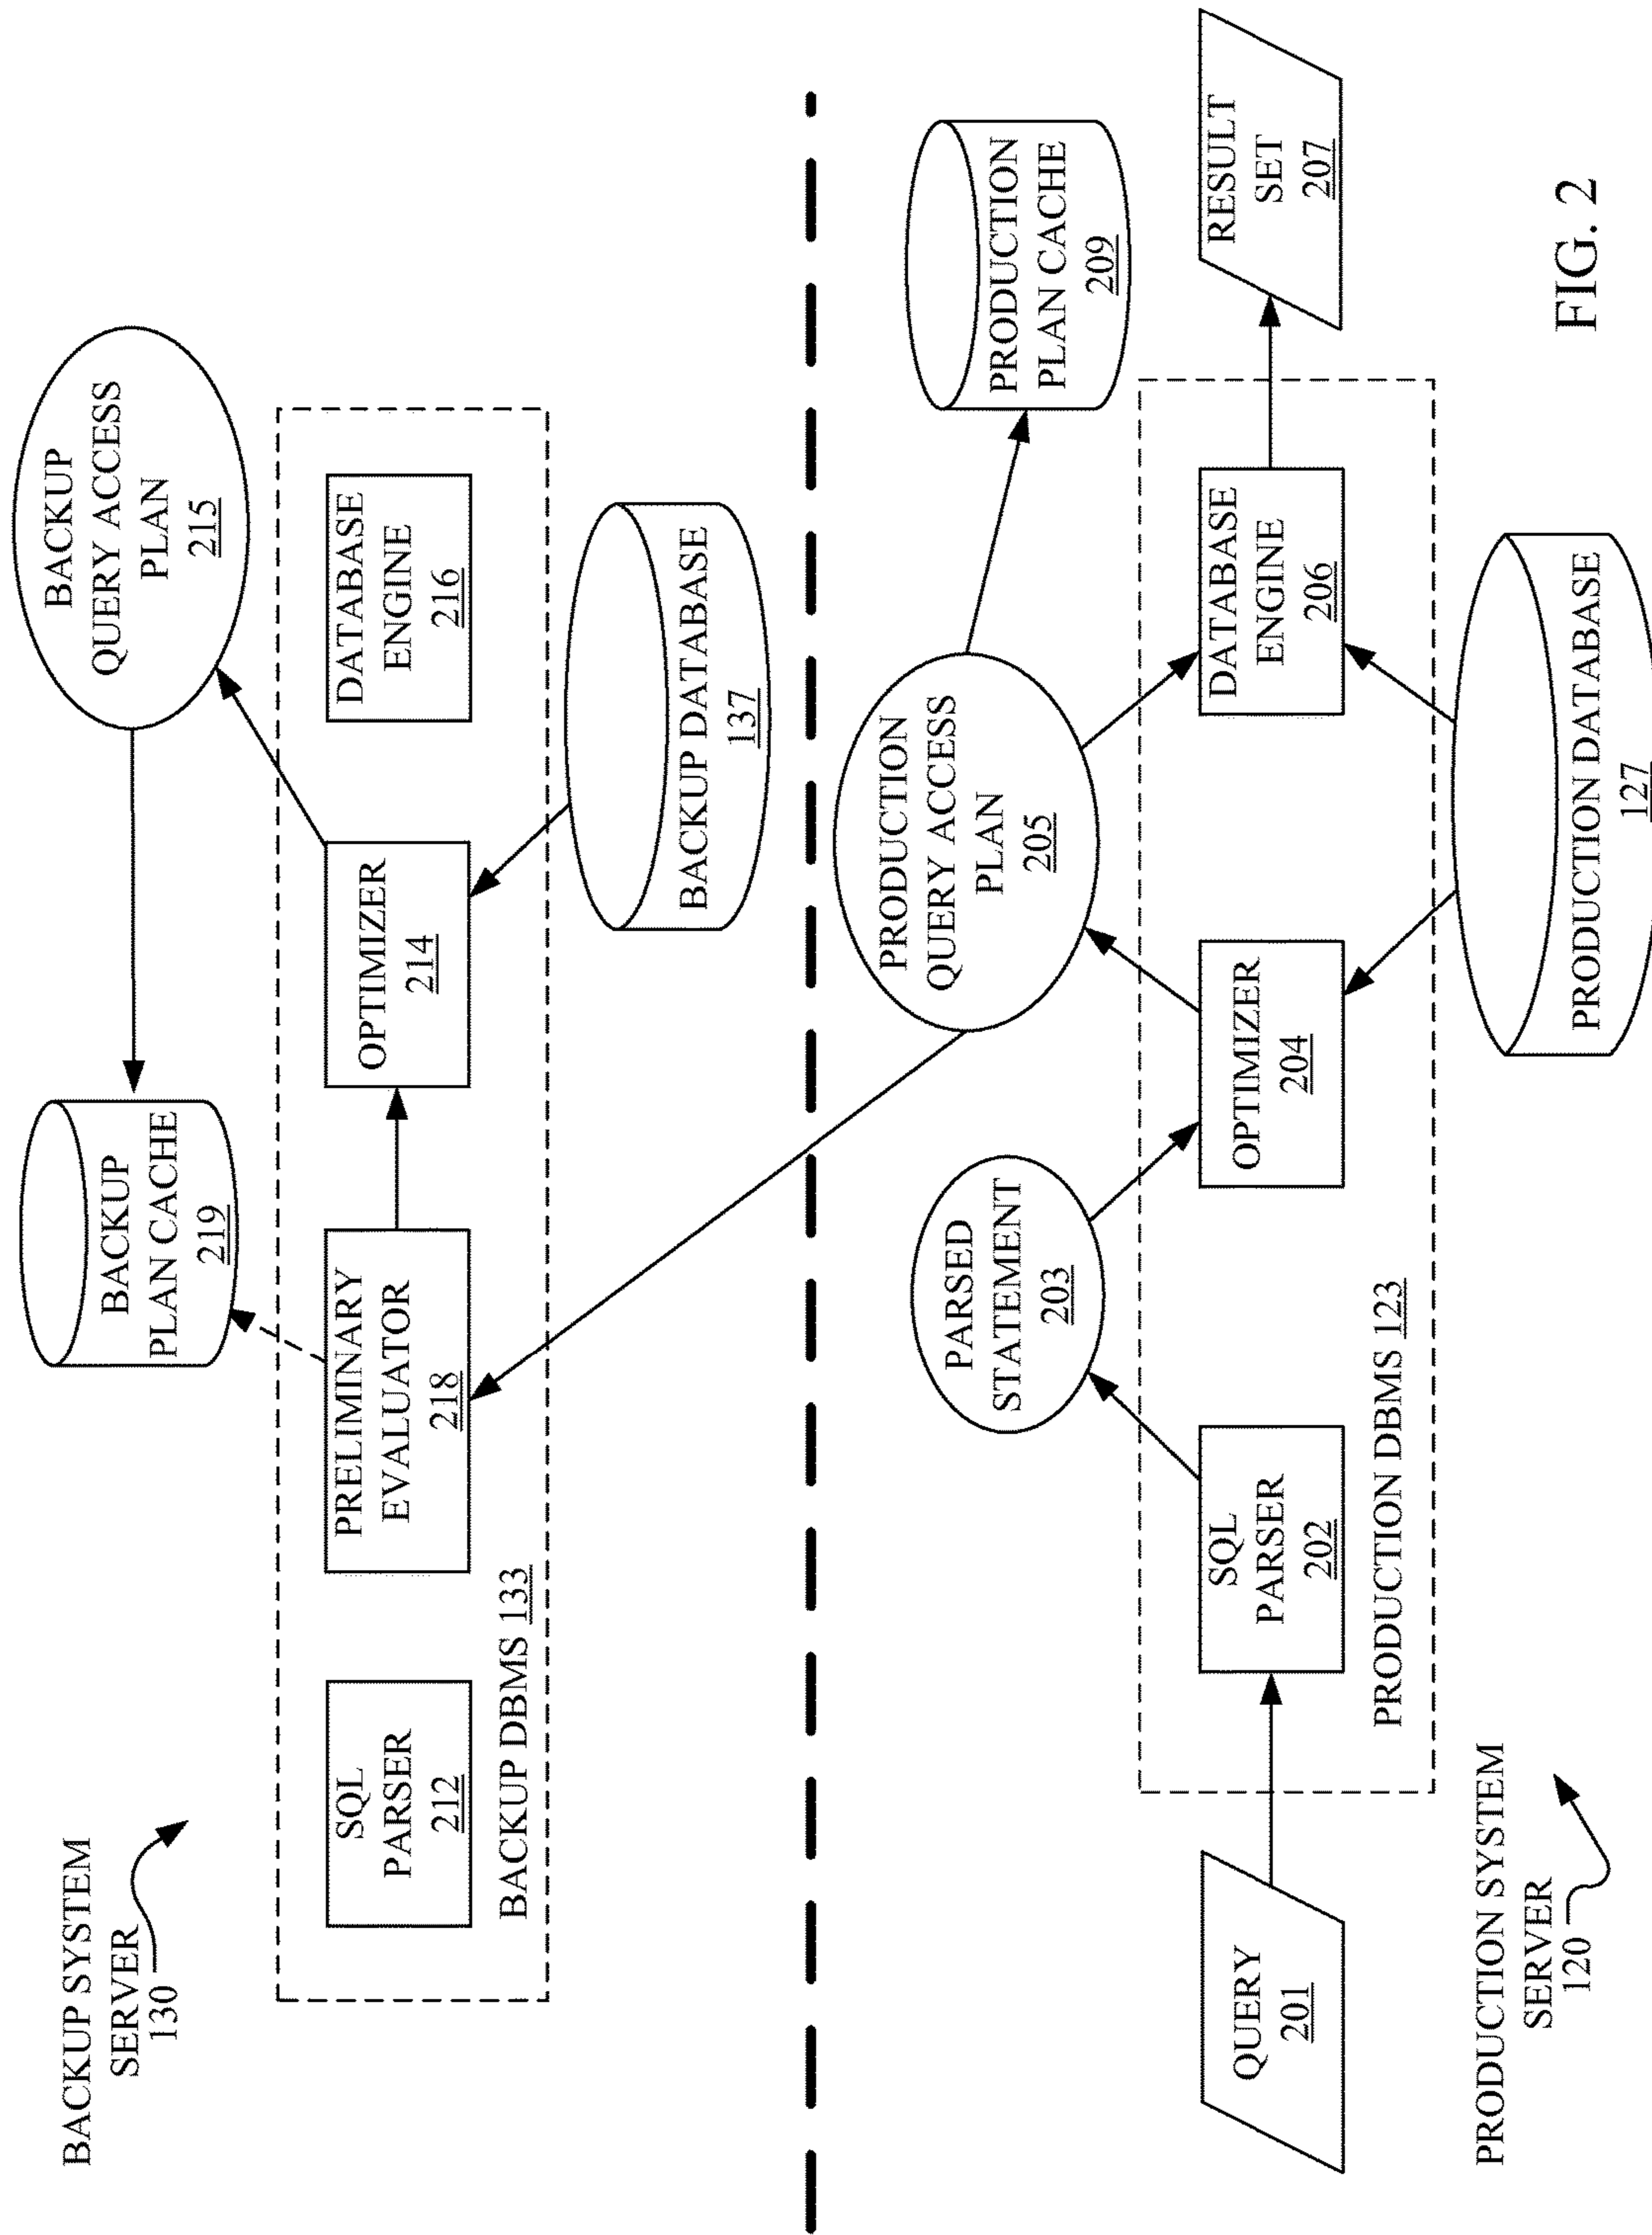 BACKUP SYSTEM
SERVER
130
BACKUP
PLAN CACHE
219
BACKUP
QUERY ACCESS
PLAN
215
SQL
PARSER
212
PRELIMINARY
EVALUATOR
218
OPTIMIZER
214
DATABASE
ENGINE
216
BACKUP DBMS 133
BACKUP DATABASE
137
PARSED
STATEMENT
203
PRODUCTION
QUERY ACCESS
PLAN
205
PRODUCTION
PLAN CACHE
209
QUERY
201
SQL
PARSER
202
OPTIMIZER
204
DATABASE
ENGINE
206
RESULT
SET
207
PRODUCTION DBMS 123
PRODUCTION SYSTEM
SERVER
120
PRODUCTION DATABASE
127
FIG. 2